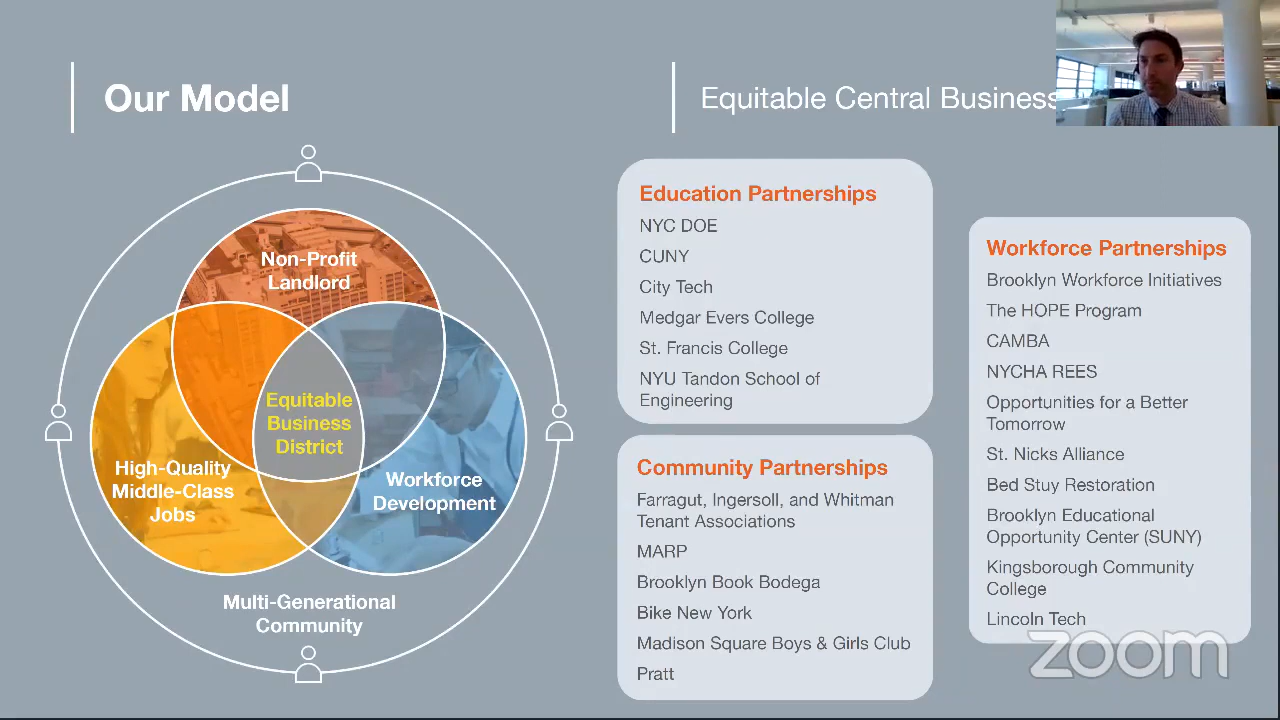 Our Model
Equitable Central Business
Non-Profit
Landlord
Equitable
Business
District
High-Quality
Middle-Class
Jobs
Workforce
Development
Multi-Generational
Community
Education Partnerships
NYC DOE
CUNY
City Tech
Medgar Evers College
St. Francis College
NYU Tandon School of
Engineering
Community Partnerships
Farragut, Ingersoll, and Whitman
Tenant Associations
MARP
Brooklyn Book Bodega
Bike New York
Madison Square Boys & Girls Club
Pratt
Workforce Partnerships
Brooklyn Workforce Initiatives
The HOPE Program
CAMBA
NYCHA REES
Opportunities for a Better
Tomorrow
St. Nicks Alliance
Bed Stuy Restoration
Brooklyn Educational
Opportunity Center (SUNY)
Kingsborough Community
College
Lincoln Tech
zoom